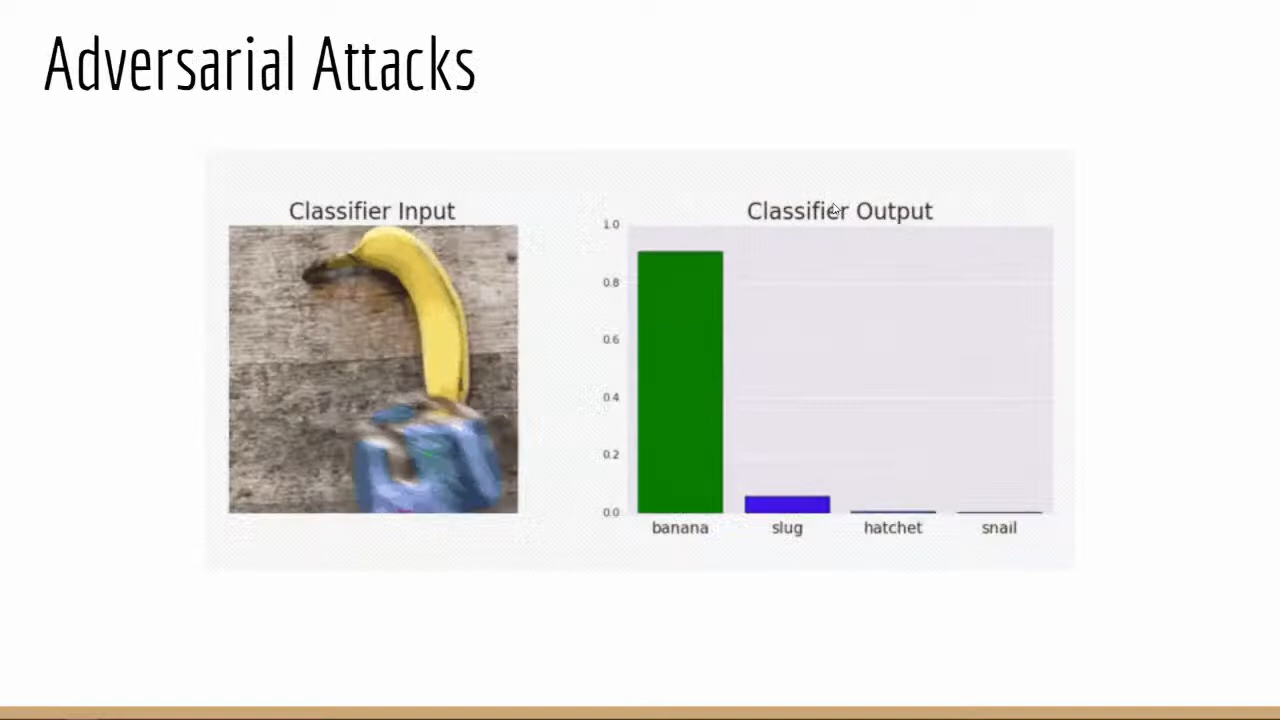 Adversarial Attacks
Classifier Input
Classifier Output
1.0
0.8
0.6
0.4
0.2
0.0
banana slug hatchet snail